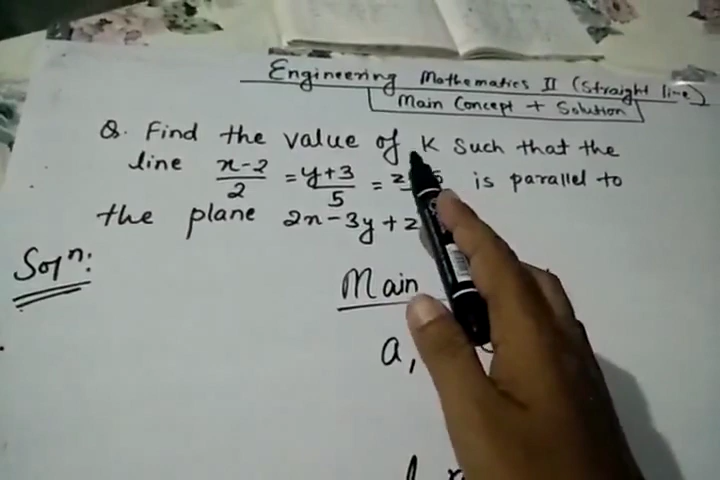 Engineering Mathematics II (Straight line)
Main Concept + Solution
Q. Find the value of K such that the
line x-2/2 = y+3/5 = is parallel to
the plane 2x - 3y + z
Solⁿ:
Main
a,